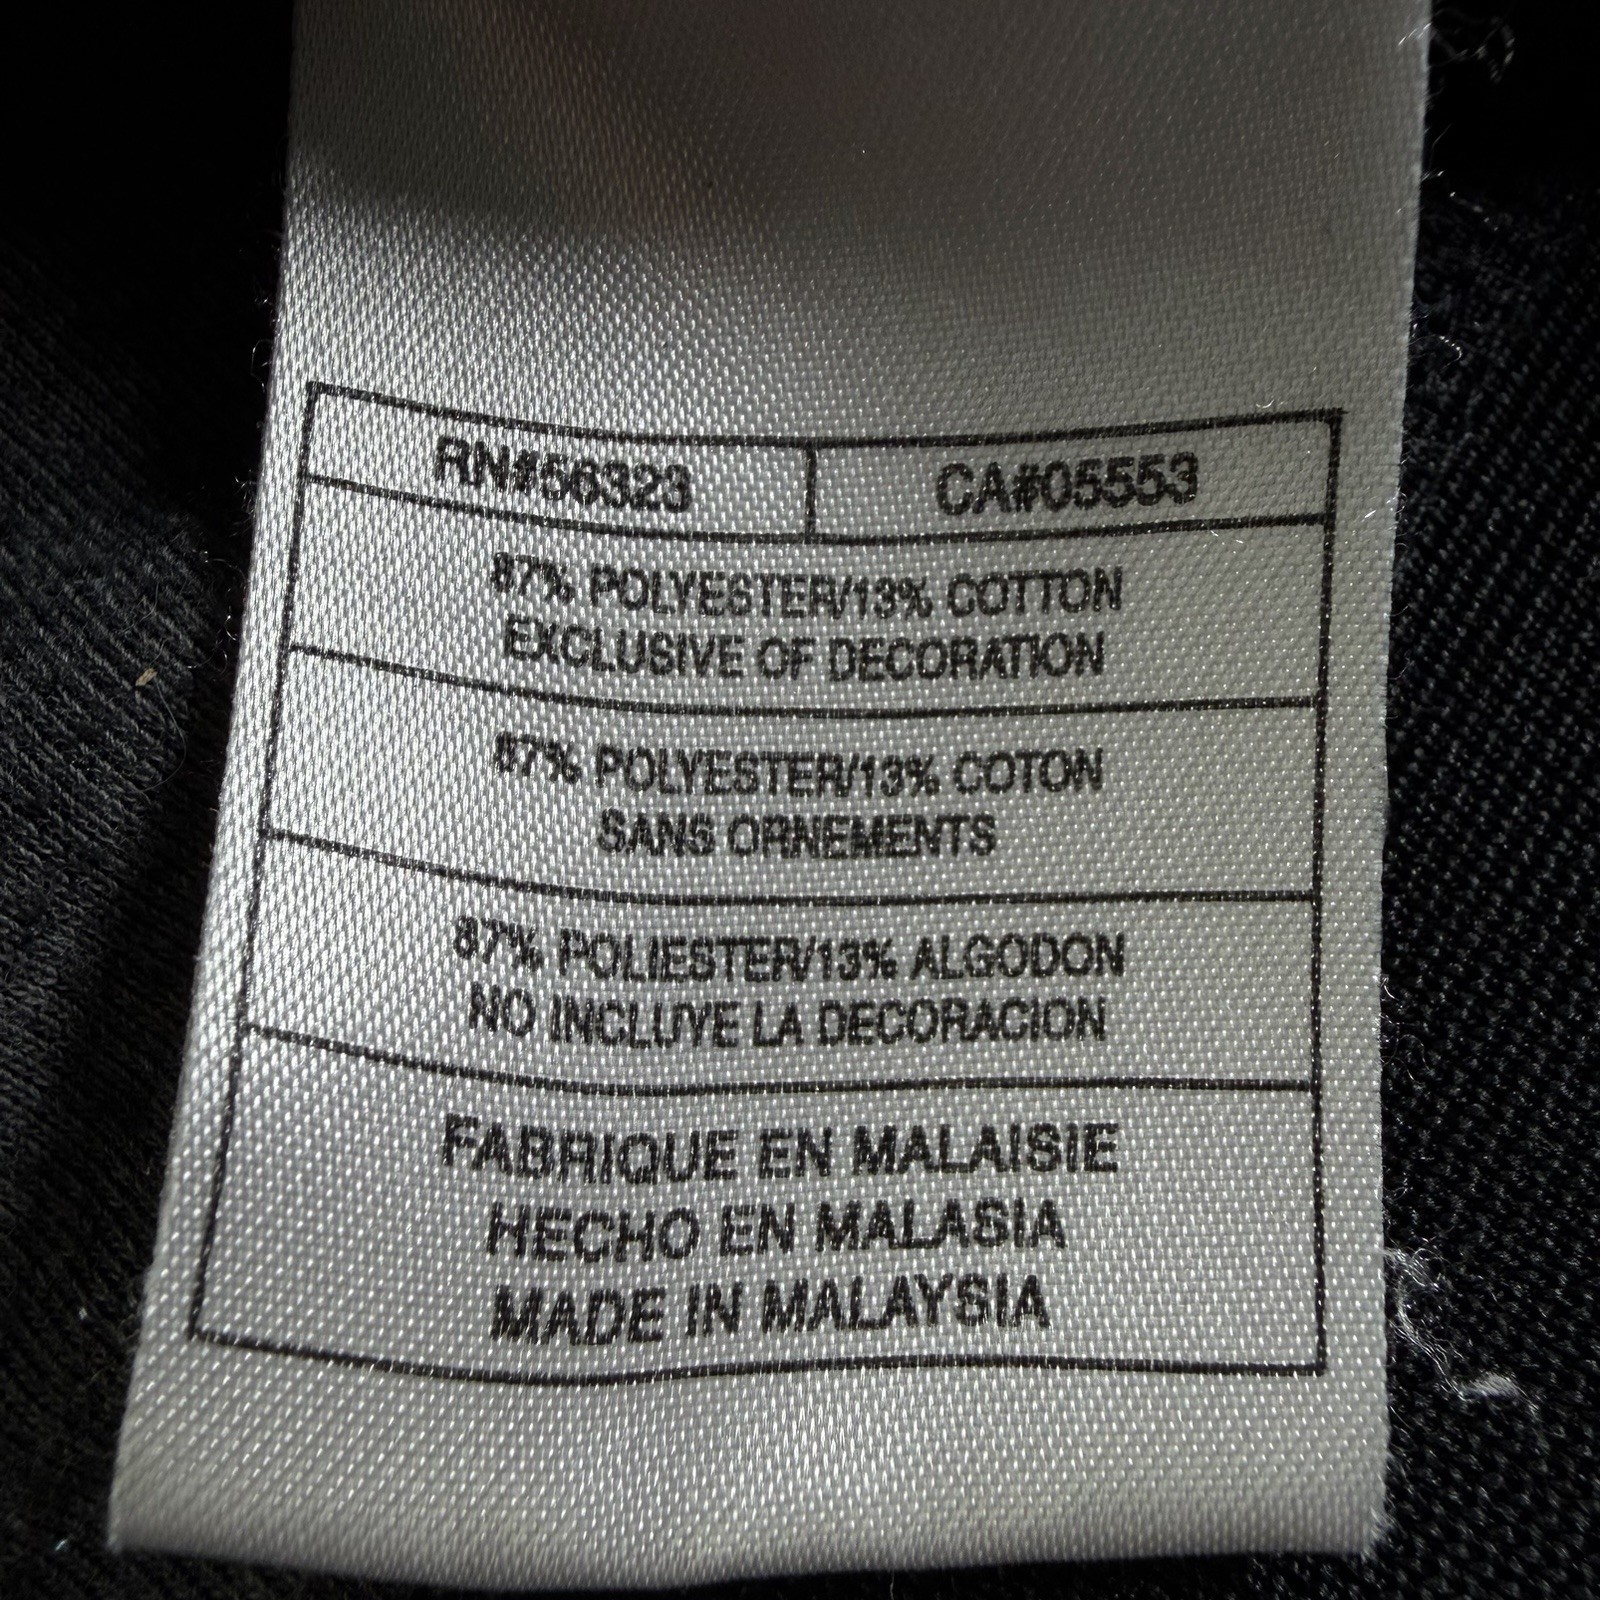 RN#56323 CA#05553
87% POLYESTER/13% COTTON
EXCLUSIVE OF DECORATION
87% POLYESTER/13% COTON
SANS ORNEMENTS
87% POLIESTER/13% ALGODON
NO INCLUYE LA DECORACION
FABRIQUE EN MALAISIE
HECHO EN MALASIA
MADE IN MALAYSIA